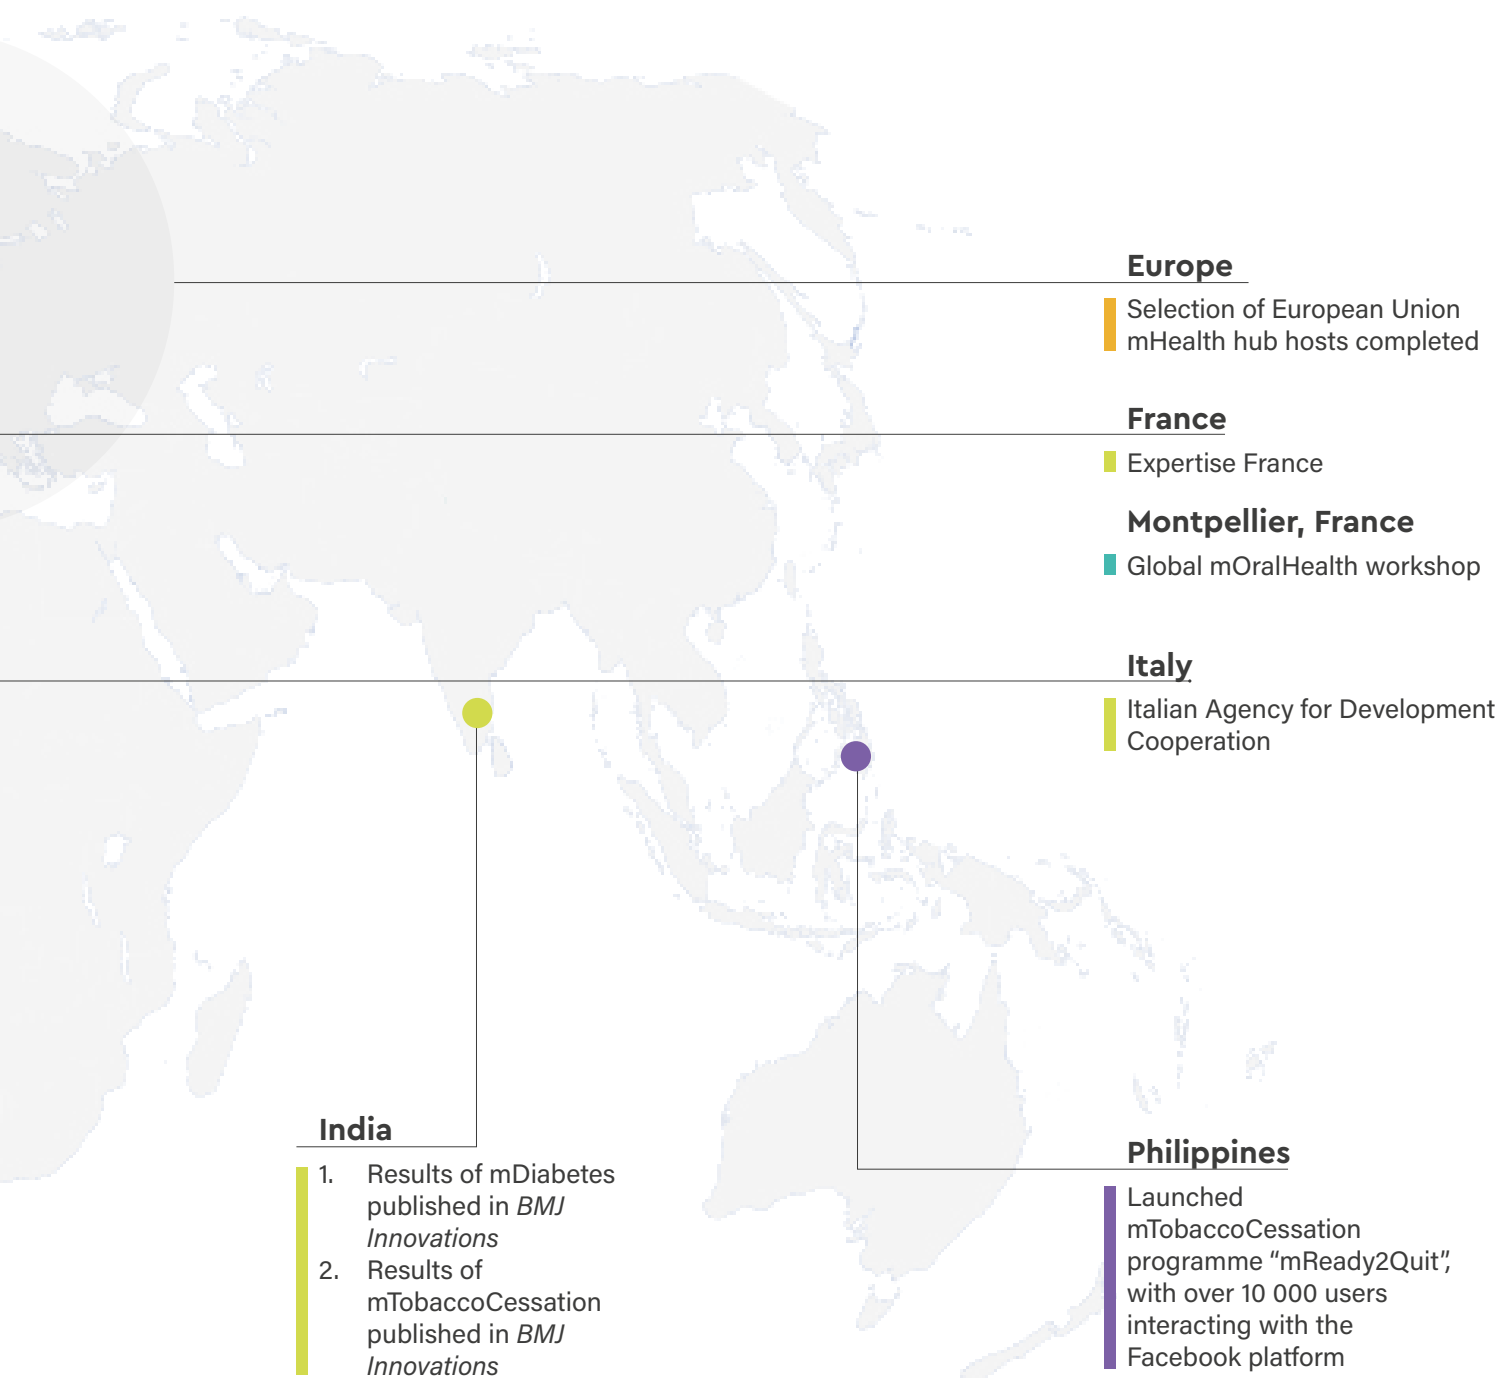 Europe
Selection of European Union
mHealth hub hosts completed
France
Expertise France
Montpellier, France
Global mOralHealth workshop
Italy
Italian Agency for Development
Cooperation
India
1. Results of mDiabetes
published in BMJ
Innovations
2. Results of
mTobaccoCessation
published in BMJ
Innovations
Philippines
Launched
mTobaccoCessation
programme “mReady2Quit”,
with over 10 000 users
interacting with the
Facebook platform